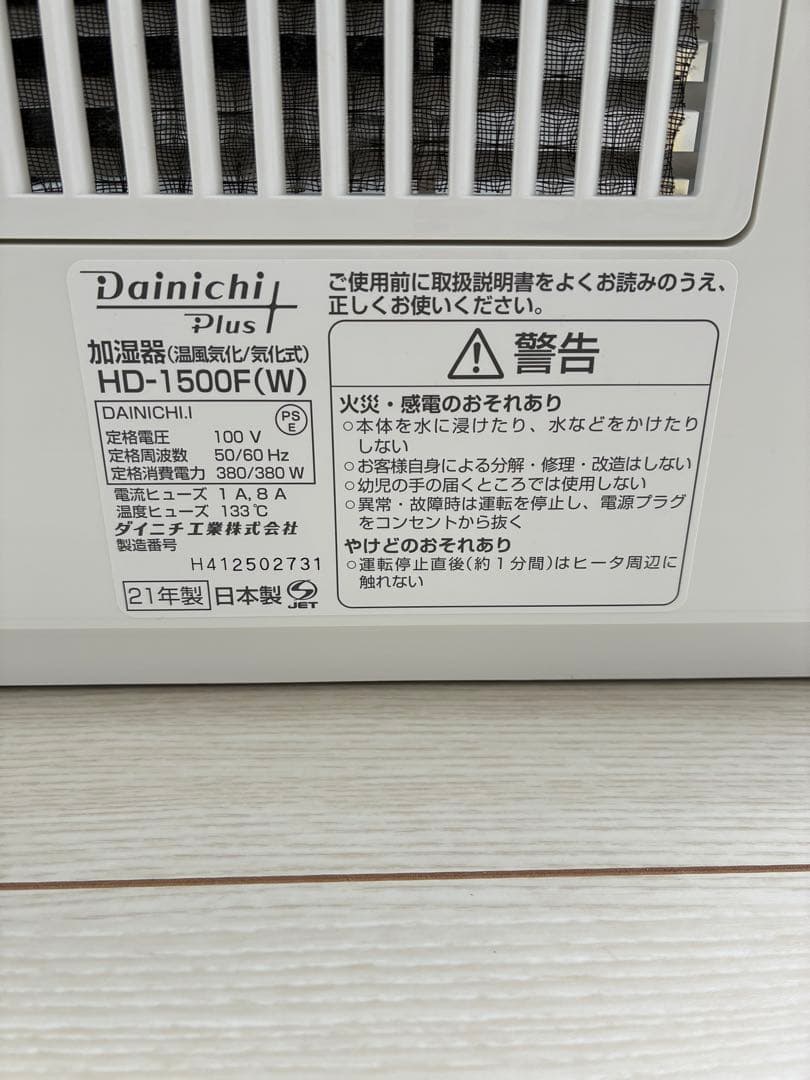 Dainichi
Plus
加湿器(温風気化/気化式)
HD-1500F(W)
DAINICHI.I
PS
E
定格電圧 100 V
定格周波数 50/60 Hz
定格消費電力 380/380 W
電流ヒューズ 1 A, 8 A
温度ヒューズ 133℃
ダイニチ工業株式会社
製造番号
H412502731
21年製 日本製 JET
ご使用前に取扱説明書をよくお読みのうえ、
正しくお使いください。
警告
火災・感電のおそれあり
○本体を水に浸けたり、水などをかけたり
しない
○お客様自身による分解・修理・改造はしない
○幼児の手の届くところでは使用しない
○異常・故障時は運転を停止し、電源プラグ
をコンセントから抜く
やけどのおそれあり
○運転停止直後(約1分間)はヒータ周辺に
触れない